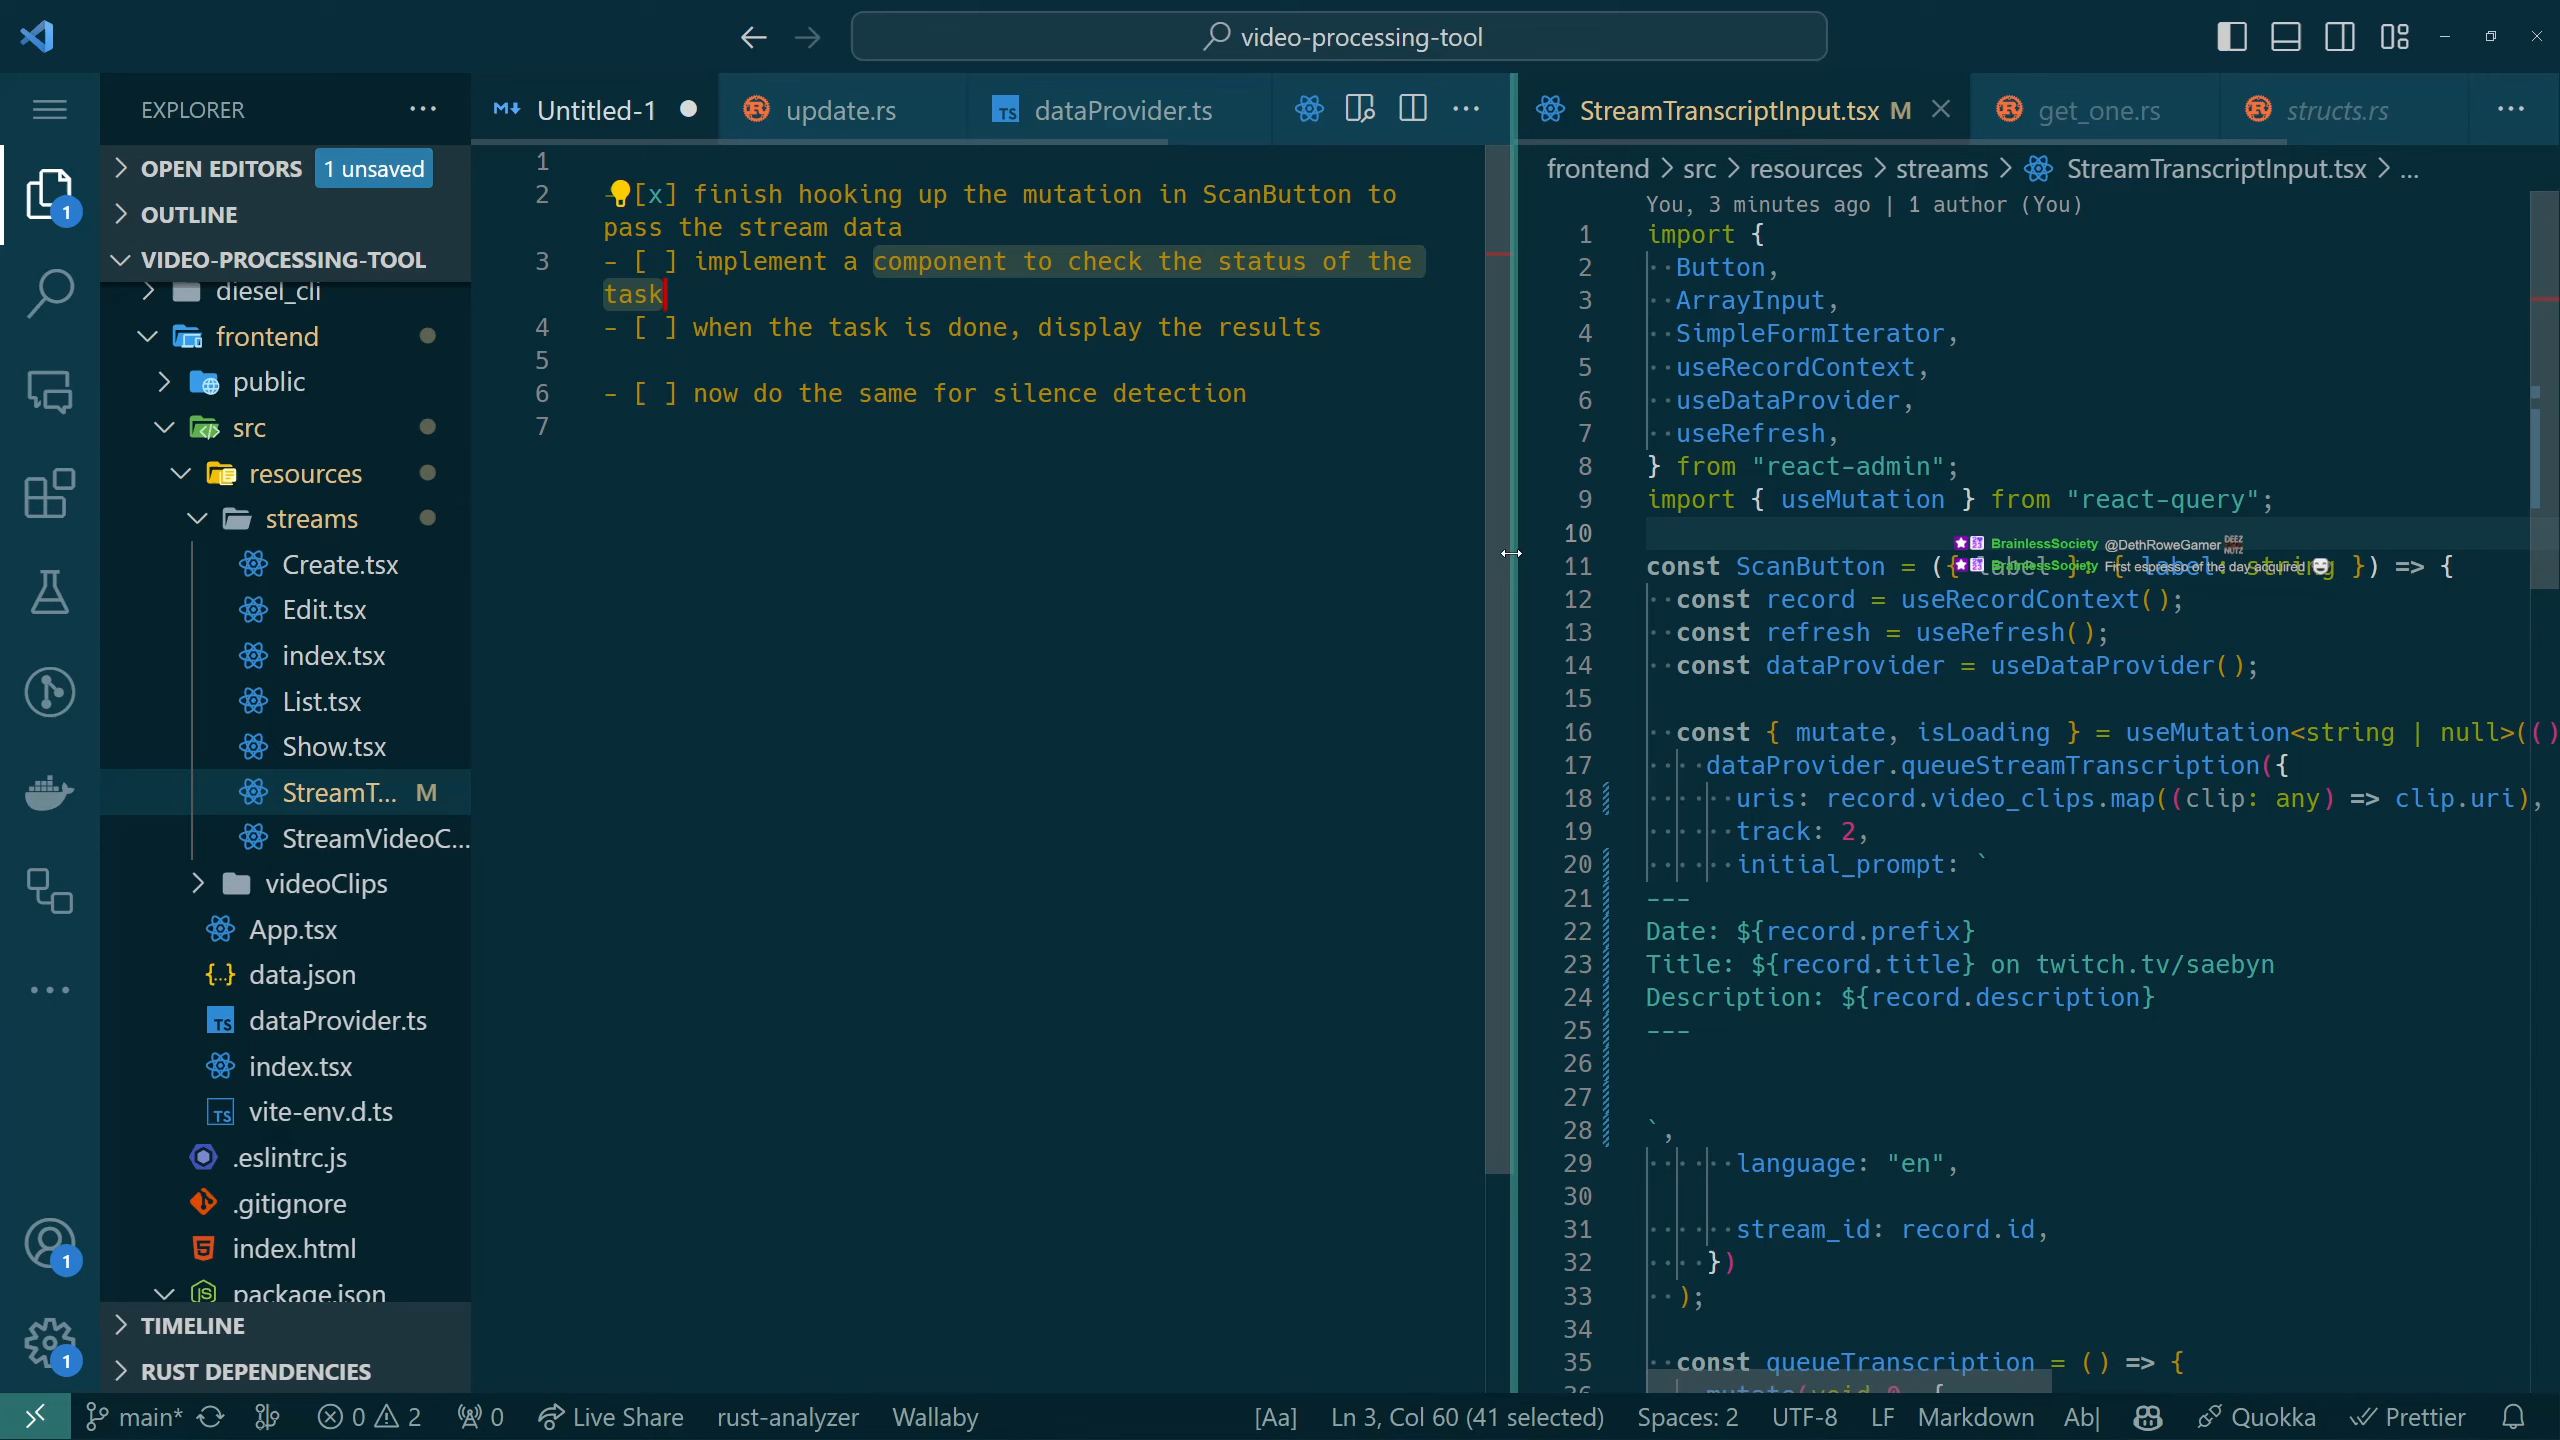 video-processing-tool
EXPLORER
OPEN EDITORS 1 unsaved
OUTLINE
VIDEO-PROCESSING-TOOL
diesel_cli
frontend
public
src
resources
streams
Create.tsx
Edit.tsx
index.tsx
List.tsx
Show.tsx
StreamT... M
StreamVideoC...
videoClips
App.tsx
data.json
dataProvider.ts
index.tsx
vite-env.d.ts
.eslintrc.js
.gitignore
index.html
package.json
TIMELINE
RUST DEPENDENCIES
1
1
1
Untitled-1
update.rs
dataProvider.ts
1
2 [x] finish hooking up the mutation in ScanButton to
pass the stream data
3 - [ ] implement a component to check the status of the
task
4 - [ ] when the task is done, display the results
5
6 - [ ] now do the same for silence detection
7
StreamTranscriptInput.tsx M
get_one.rs
structs.rs
frontend > src > resources > streams > StreamTranscriptInput.tsx > ...
You, 3 minutes ago | 1 author (You)
1 import {
2 Button,
3 ArrayInput,
4 SimpleFormIterator,
5 useRecordContext,
6 useDataProvider,
7 useRefresh,
8 } from "react-admin";
9 import { useMutation } from "react-query";
10
BrainlessSociety @DethRoweGamer DEEZ NUTZ
11 const ScanButton = ({ label }: { label: string }) => {
BrainlessSociety First espresso of the day acquired
12 const record = useRecordContext();
13 const refresh = useRefresh();
14 const dataProvider = useDataProvider();
15
16 const { mutate, isLoading } = useMutation<string | null>(()
17 dataProvider.queueStreamTranscription({
18 uris: record.video_clips.map((clip: any) => clip.uri),
19 track: 2,
20 initial_prompt: `
21 ---
22 Date: ${record.prefix}
23 Title: ${record.title} on twitch.tv/saebyn
24 Description: ${record.description}
25 ---
26
27
28 `,
29 language: "en",
30
31 stream_id: record.id,
32 })
33 );
34
35 const queueTranscription = () => {
36 mutate(void 0, {
main* 0 2 0 Live Share rust-analyzer Wallaby [Aa] Ln 3, Col 60 (41 selected) Spaces: 2 UTF-8 LF Markdown Ab| Quokka Prettier